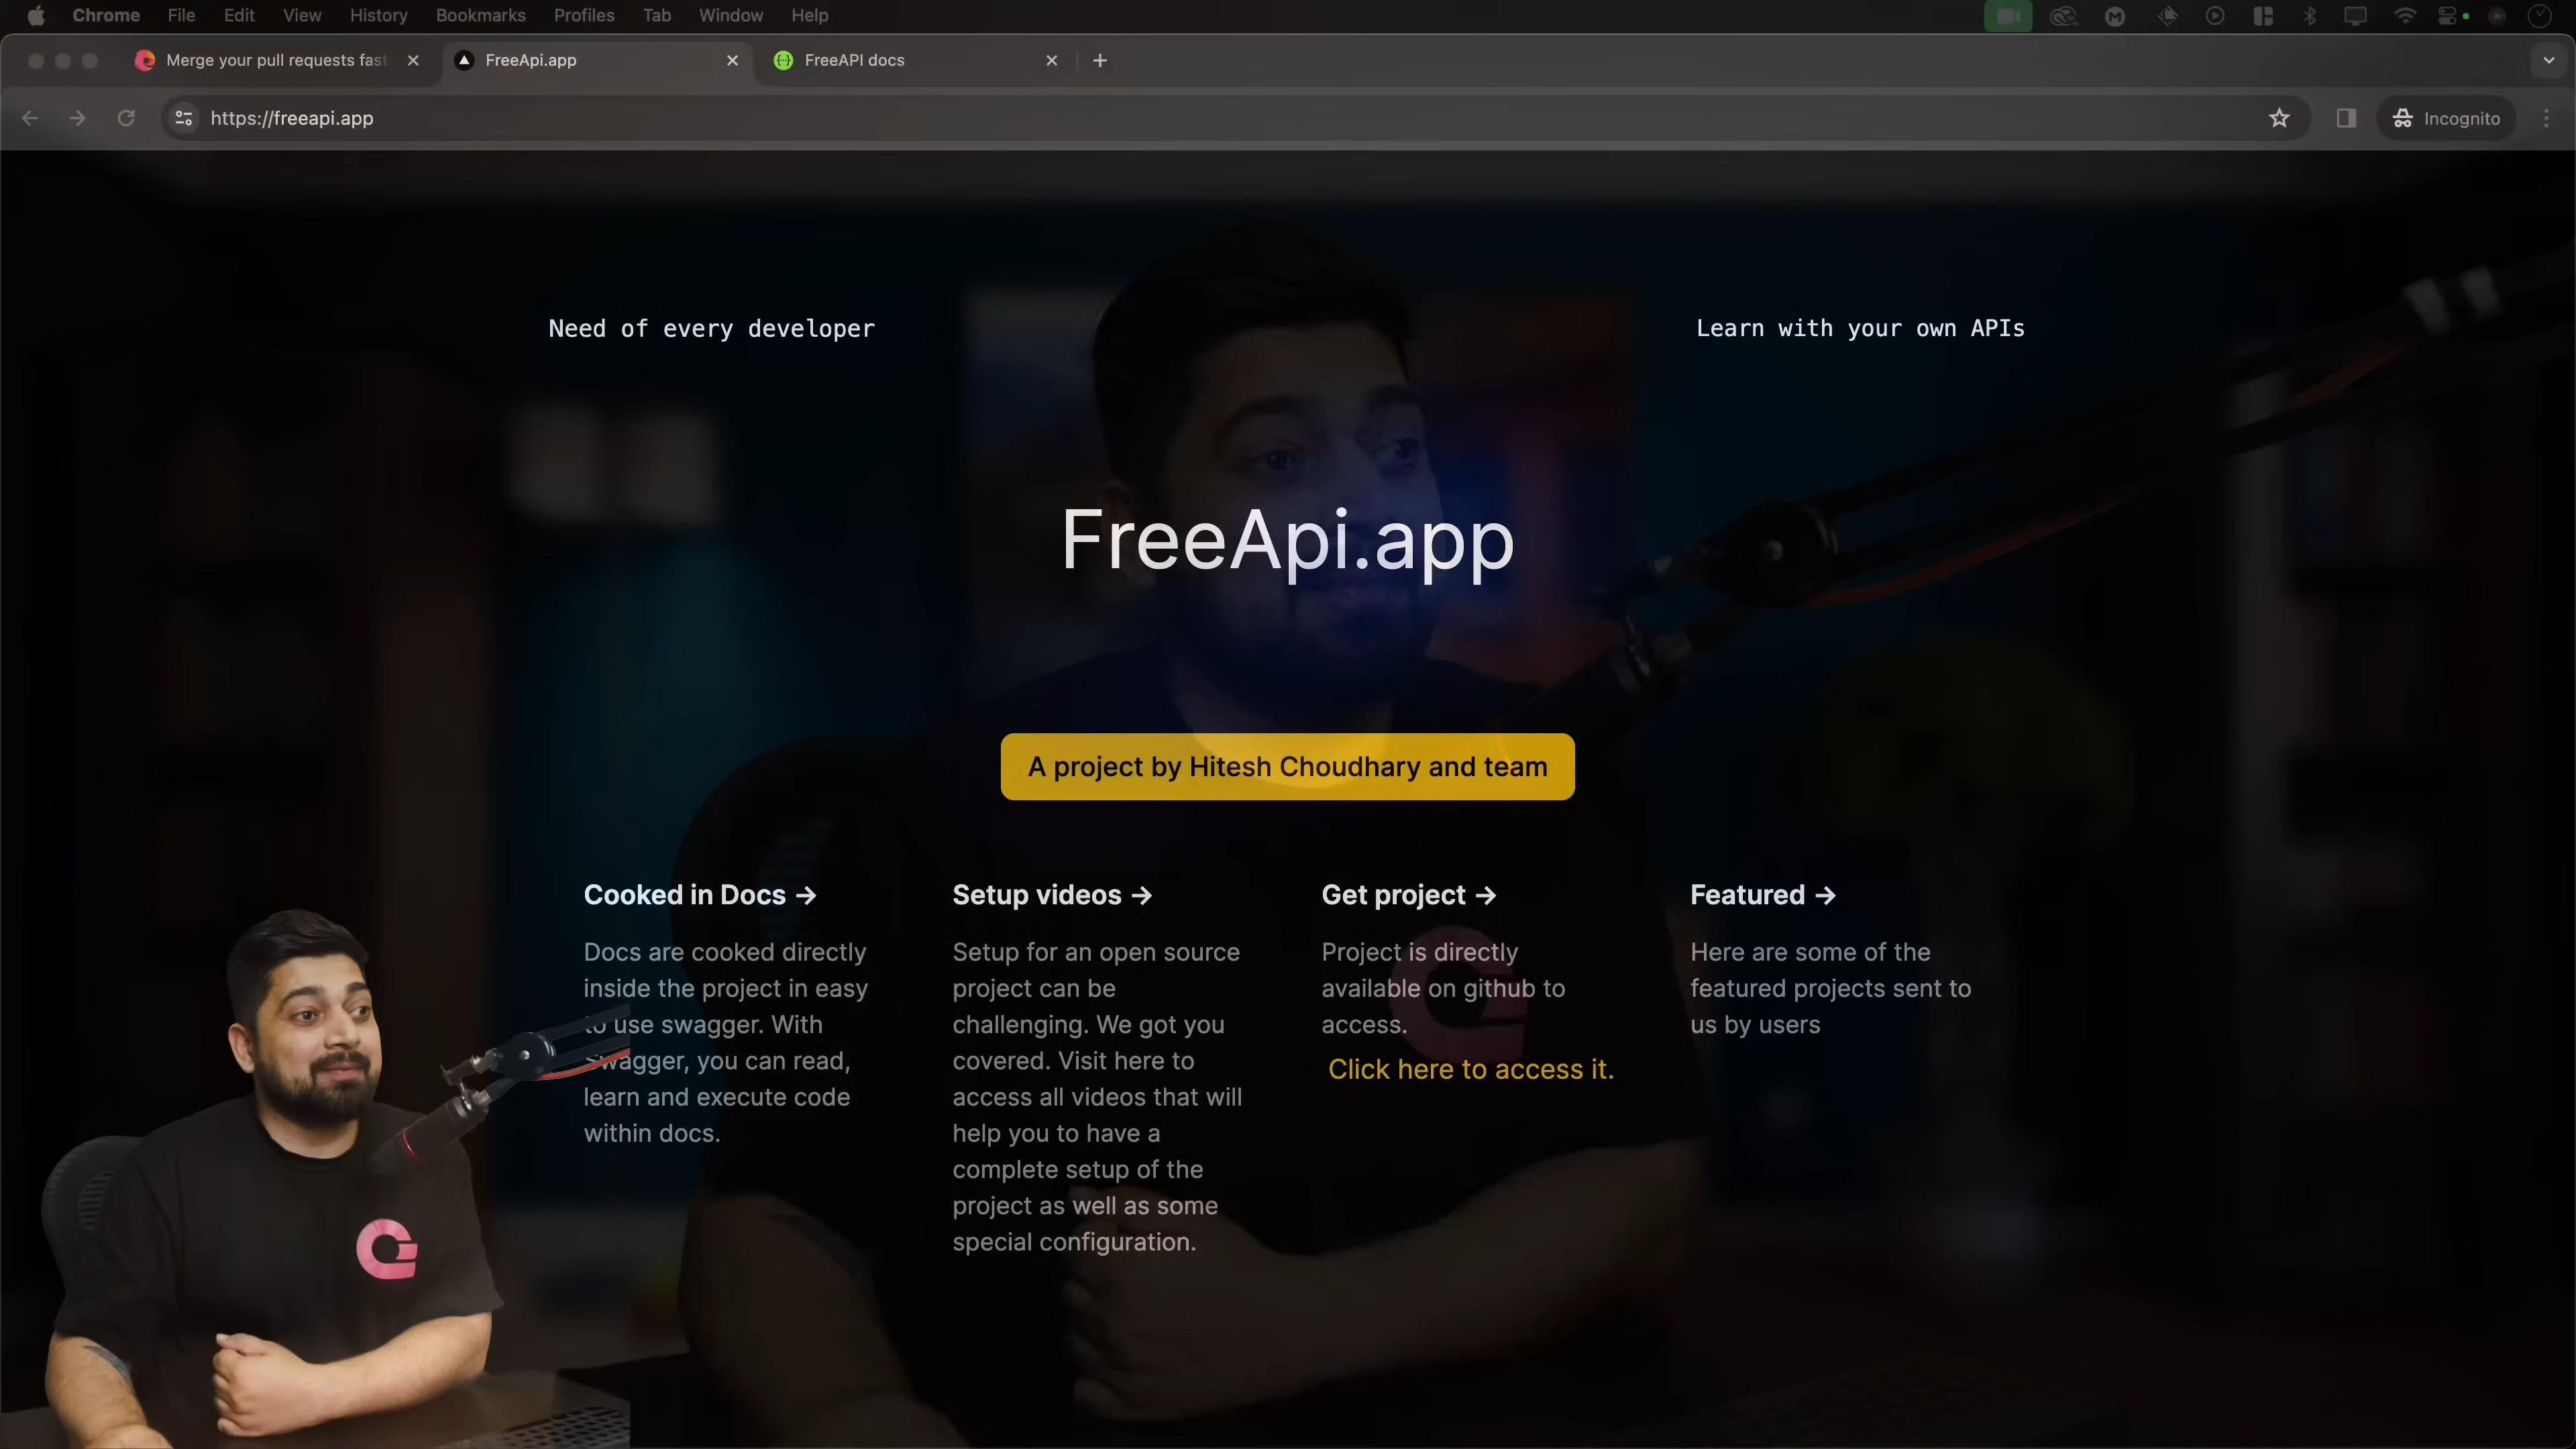 Chrome File Edit View History Bookmarks Profiles Tab Window Help
Merge your pull requests fast
FreeApi.app
FreeAPI docs
https://freeapi.app
Incognito
Need of every developer
Learn with your own APIs
FreeApi.app
A project by Hitesh Choudhary and team
Cooked in Docs →
Docs are cooked directly
inside the project in easy
to use swagger. With
swagger, you can read,
learn and execute code
within docs.
Setup videos →
Setup for an open source
project can be
challenging. We got you
covered. Visit here to
access all videos that will
help you to have a
complete setup of the
project as well as some
special configuration.
Get project →
Project is directly
available on github to
access.
Click here to access it.
Featured →
Here are some of the
featured projects sent to
us by users